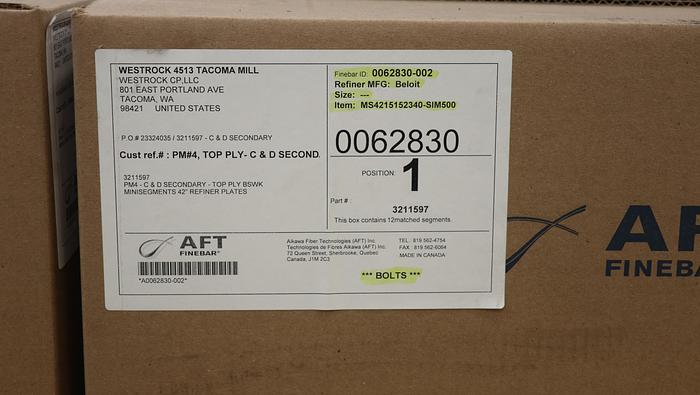 WESTROCK 4513 TACOMA MILL
WESTROCK CP,LLC
801 EAST PORTLAND AVE
TACOMA, WA
98421 UNITED STATES
P.O.# 23324035 / 3211597 - C & D SECONDARY
Cust ref.# : PM#4, TOP PLY- C & D SECOND.
3211597
PM4 - C & D SECONDARY - TOP PLY BSWK
MINISEGMENTS 42" REFINER PLATES
Finebar ID: 0062830-002
Refiner MFG: Beloit
Size: ---
Item: MS4215152340-SIM500
0062830
POSITION: 1
Part # :
3211597
This box contains 12matched segments.
AFT
FINEBAR®
*A0062830-002*
Aikawa Fiber Technologies (AFT) Inc.
Technologies de Fibres Aikawa (AFT) Inc.
72 Queen Street, Sherbrooke, Quebec
Canada, J1M 2C3
TEL. : 819 562-4754
FAX : 819 562-6064
MADE IN CANADA
*** BOLTS ***
AF
FINEBA